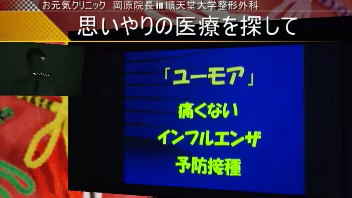 お元気クリニック 岡原院長in順天堂大学整形外科
思いやりの医療を探して
「ユーモア」
痛くない
インフルエンザ
予防接種